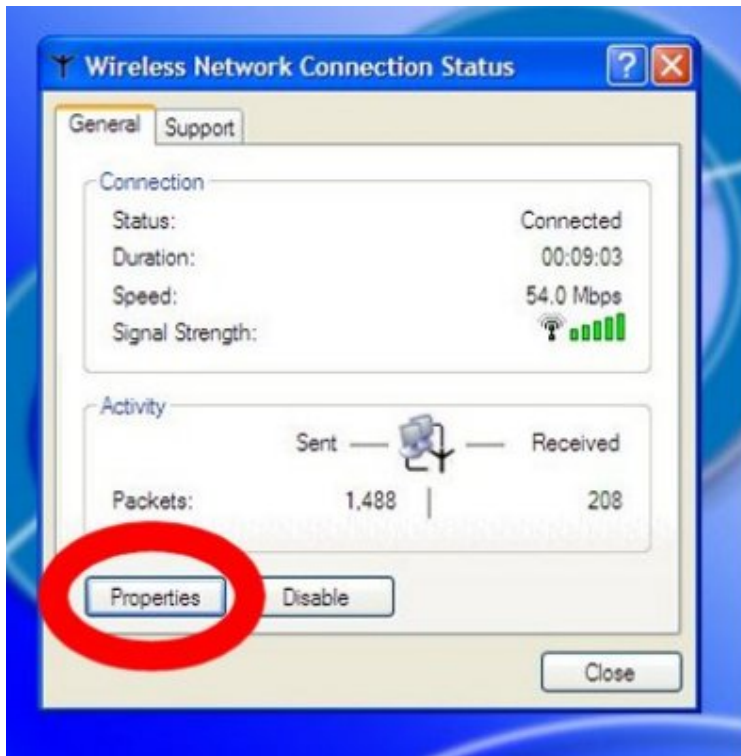 Wireless Network Connection Status
General Support
Connection
Status: Connected
Duration: 00:09:03
Speed: 54.0 Mbps
Signal Strength:
Activity
Sent Received
Packets: 1,488 208
Properties Disable
Close